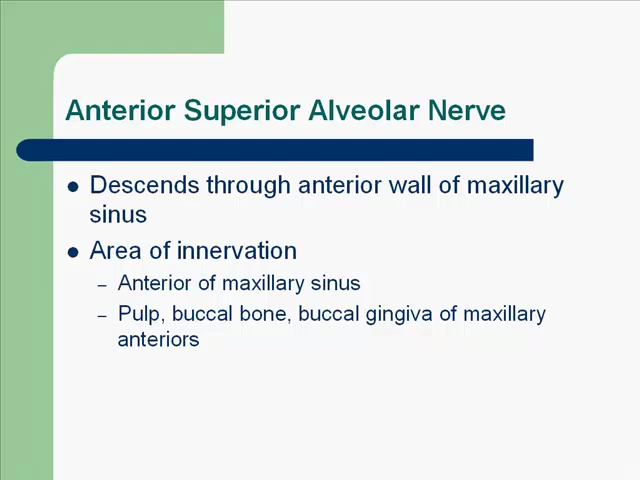 Anterior Superior Alveolar Nerve
● Descends through anterior wall of maxillary
sinus
● Area of innervation
– Anterior of maxillary sinus
– Pulp, buccal bone, buccal gingiva of maxillary
anteriors